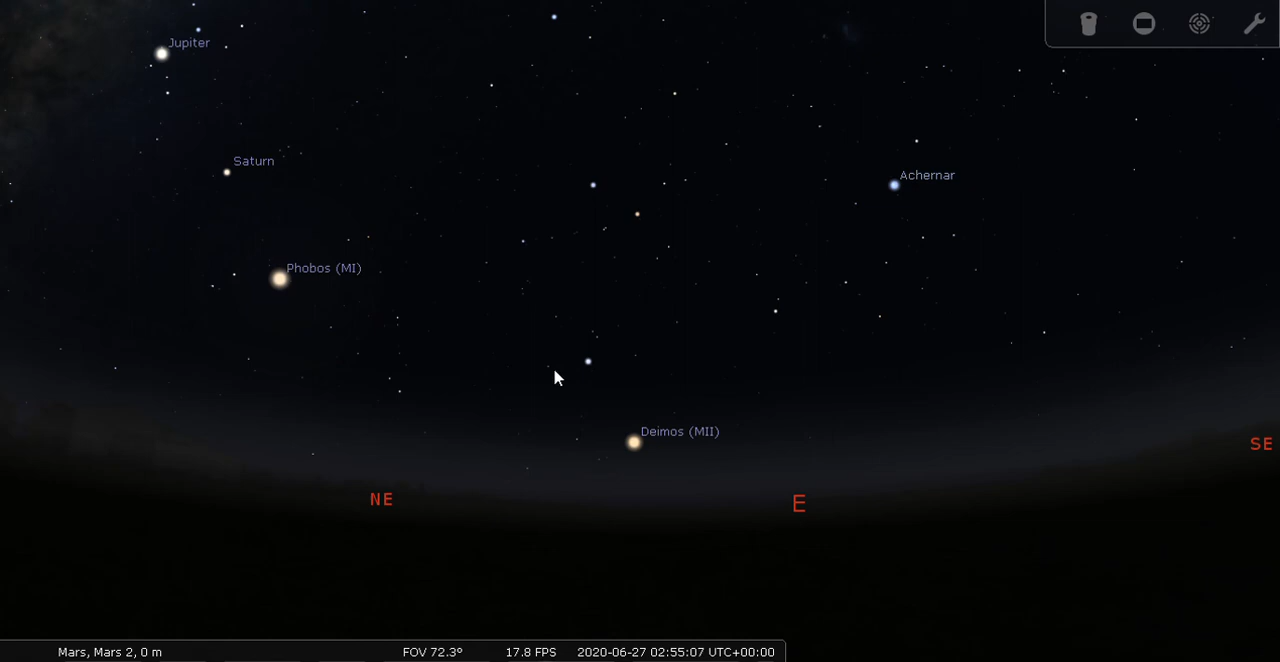 Jupiter
Saturn
Achernar
Phobos (MI)
Deimos (MII)
SE
NE
E
Mars, Mars 2, 0 m FOV 72.3° 17.8 FPS 2020-06-27 02:55:07 UTC+00:00